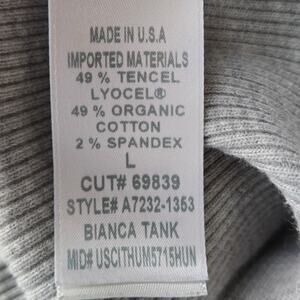 MADE IN U.S.A
IMPORTED MATERIALS
49 % TENCEL
LYOCEL®
49 % ORGANIC
COTTON
2 % SPANDEX
L
CUT# 69839
STYLE# A7232-1353
BIANCA TANK
MID# USCITHUM5715HUN